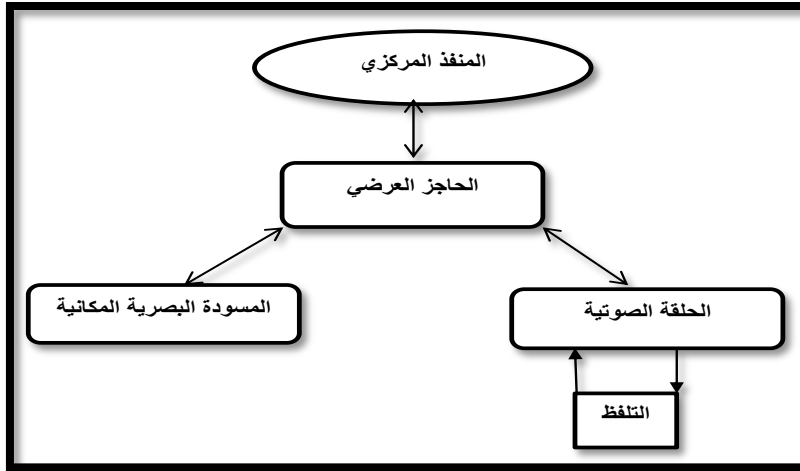 المنفذ المركزي
الحاجز العرضي
الحلقة الصوتية
المسودة البصرية المكانية
التلفظ